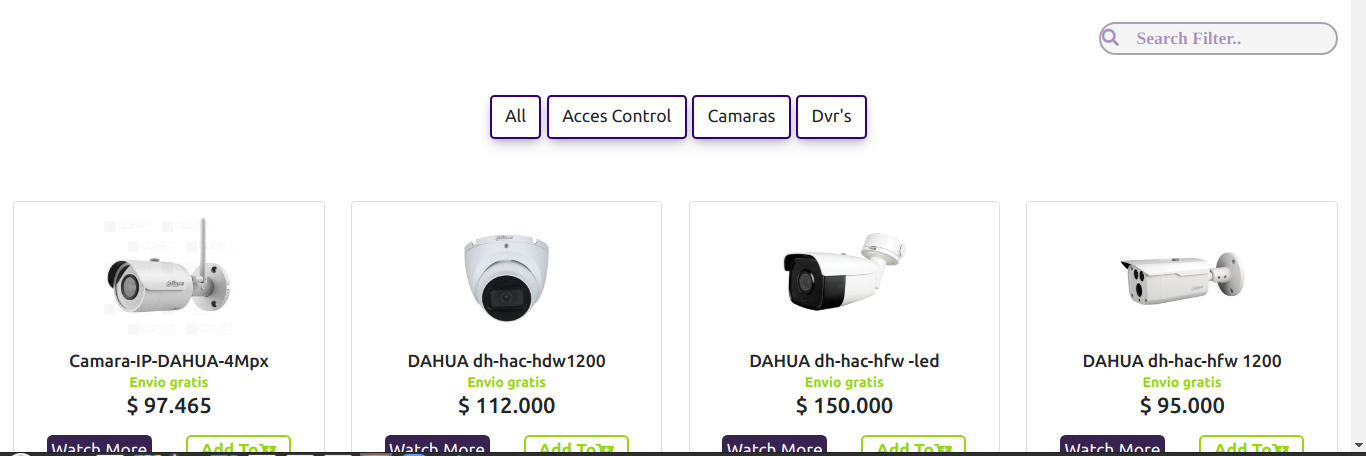 Search Filter..
All Acces Control Camaras Dvr's
Camara-IP-DAHUA-4Mpx
Envio gratis
$ 97.465
Watch More Add To
DAHUA dh-hac-hdw1200
Envio gratis
$ 112.000
Watch More Add To
DAHUA dh-hac-hfw -led
Envio gratis
$ 150.000
Watch More Add To
DAHUA dh-hac-hfw 1200
Envio gratis
$ 95.000
Watch More Add To